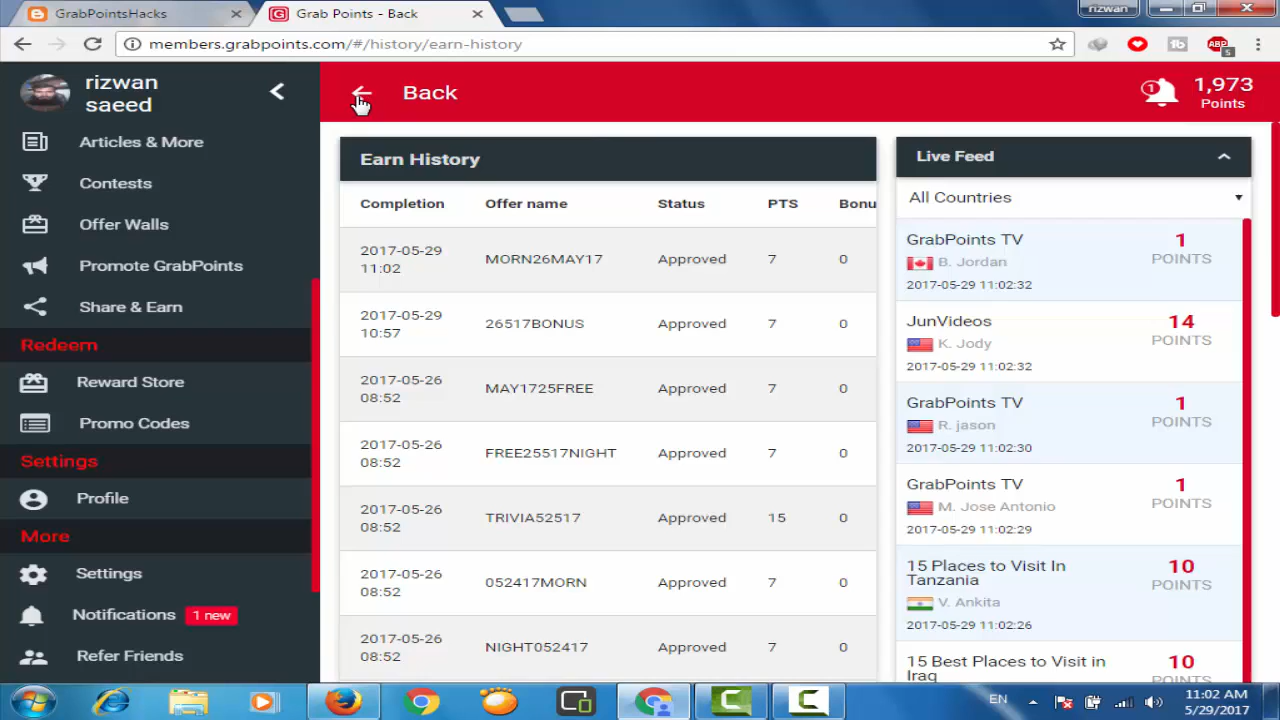 GrabPointsHacks
Grab Points - Back
rizwan
members.grabpoints.com/#/history/earn-history
ABP
5
rizwan
saeed
Articles & More
Contests
Offer Walls
Promote GrabPoints
Share & Earn
Redeem
Reward Store
Promo Codes
Settings
Profile
More
Settings
Notifications 1 new
Refer Friends
Back
1
1,973
Points
Earn History
Completion Offer name Status PTS Bonu
2017-05-29
11:02
MORN26MAY17 Approved 7 0
2017-05-29
10:57
26517BONUS Approved 7 0
2017-05-26
08:52
MAY1725FREE Approved 7 0
2017-05-26
08:52
FREE25517NIGHT Approved 7 0
2017-05-26
08:52
TRIVIA52517 Approved 15 0
2017-05-26
08:52
052417MORN Approved 7 0
2017-05-26
08:52
NIGHT052417 Approved 7 0
Live Feed
All Countries
GrabPoints TV
B. Jordan
2017-05-29 11:02:32
1
POINTS
JunVideos
K. Jody
2017-05-29 11:02:32
14
POINTS
GrabPoints TV
R. jason
2017-05-29 11:02:30
1
POINTS
GrabPoints TV
M. Jose Antonio
2017-05-29 11:02:29
1
POINTS
15 Places to Visit In
Tanzania
V. Ankita
2017-05-29 11:02:26
10
POINTS
15 Best Places to Visit in
Iraq
10
POINTS
EN
11:02 AM
5/29/2017